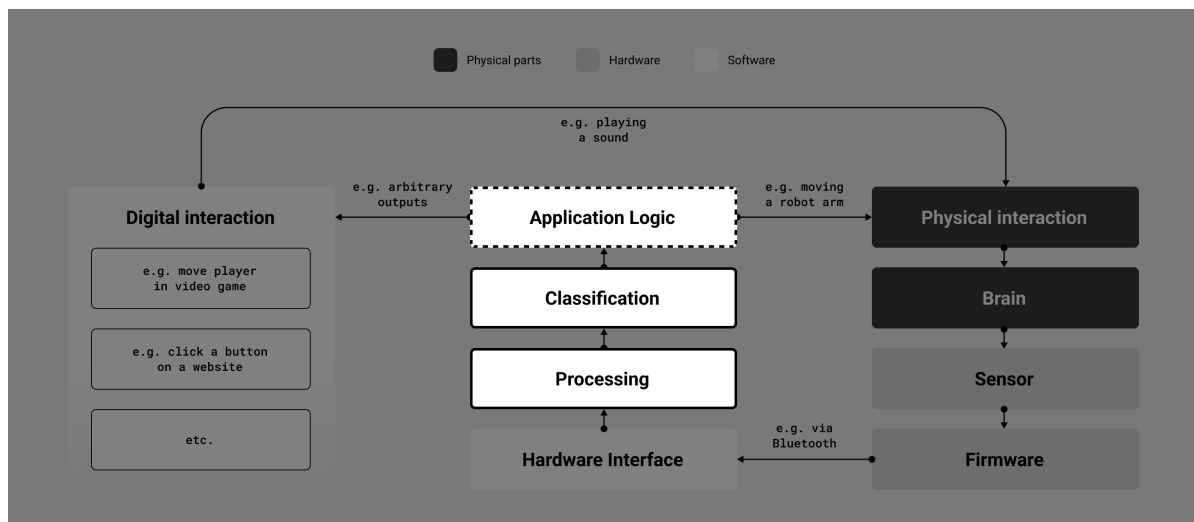 Physical parts
Hardware
Software
e.g. playing
a sound
e.g. arbitrary
outputs
e.g. moving
a robot arm
Digital interaction
Application Logic
Physical interaction
e.g. move player
in video game
Classification
Brain
e.g. click a button
on a website
Processing
Sensor
etc.
e.g. via
Bluetooth
Hardware Interface
Firmware